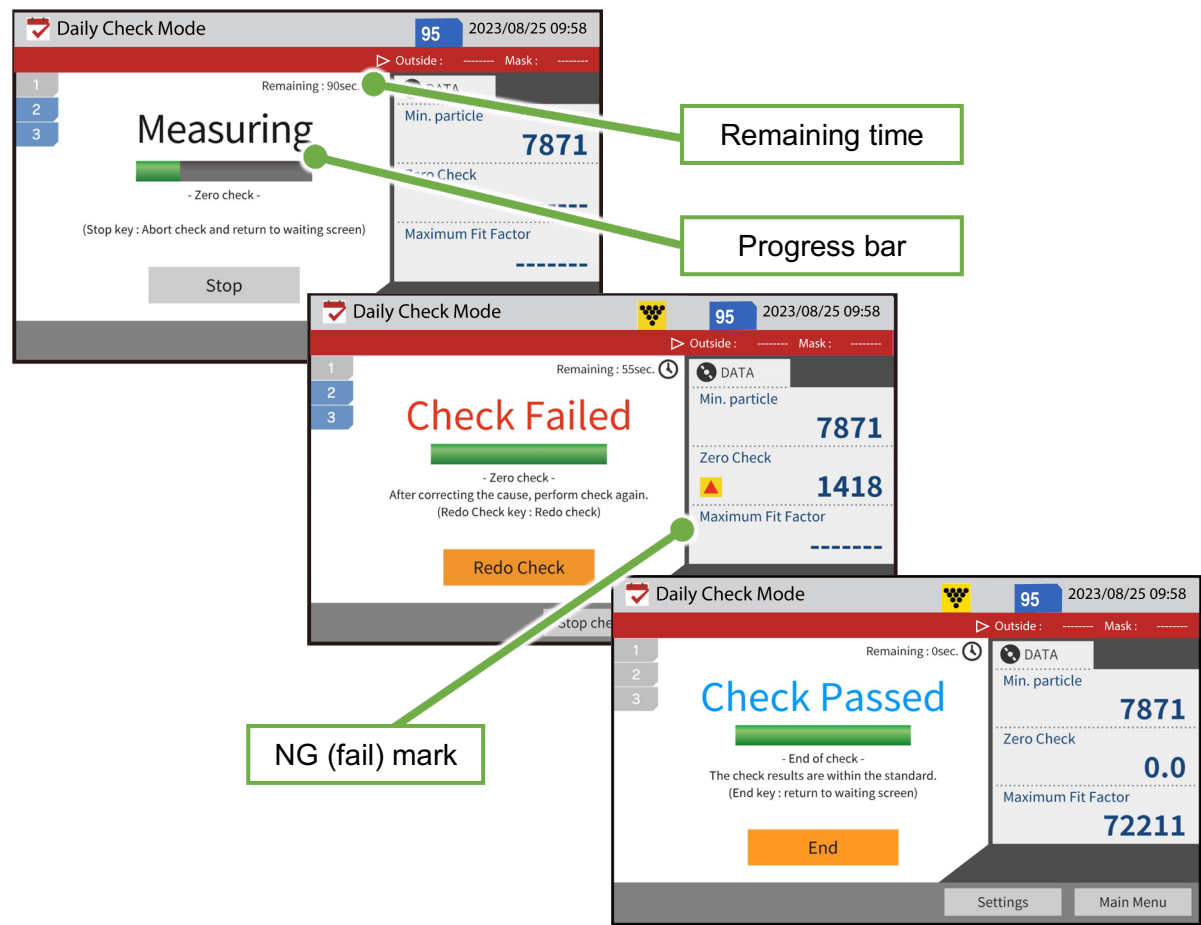 Daily Check Mode
95
2023/08/25 09:58
Outside : -------- Mask : --------
1
2
3
Remaining : 90sec.
Measuring
- Zero check -
(Stop key : Abort check and return to waiting screen)
Stop
DATA
Min. particle
7871
Zero Check
Maximum Fit Factor
-------
Remaining time
Progress bar
Daily Check Mode
95
2023/08/25 09:58
Outside : -------- Mask : --------
1
2
3
Remaining : 55sec.
Check Failed
- Zero check -
After correcting the cause, perform check again.
(Redo Check key : Redo check)
Redo Check
Stop che
DATA
Min. particle
7871
Zero Check
1418
Maximum Fit Factor
-------
NG (fail) mark
Daily Check Mode
95
2023/08/25 09:58
Outside : -------- Mask : --------
1
2
3
Remaining : 0sec.
Check Passed
- End of check -
The check results are within the standard.
(End key : return to waiting screen)
End
DATA
Min. particle
7871
Zero Check
0.0
Maximum Fit Factor
72211
Settings
Main Menu